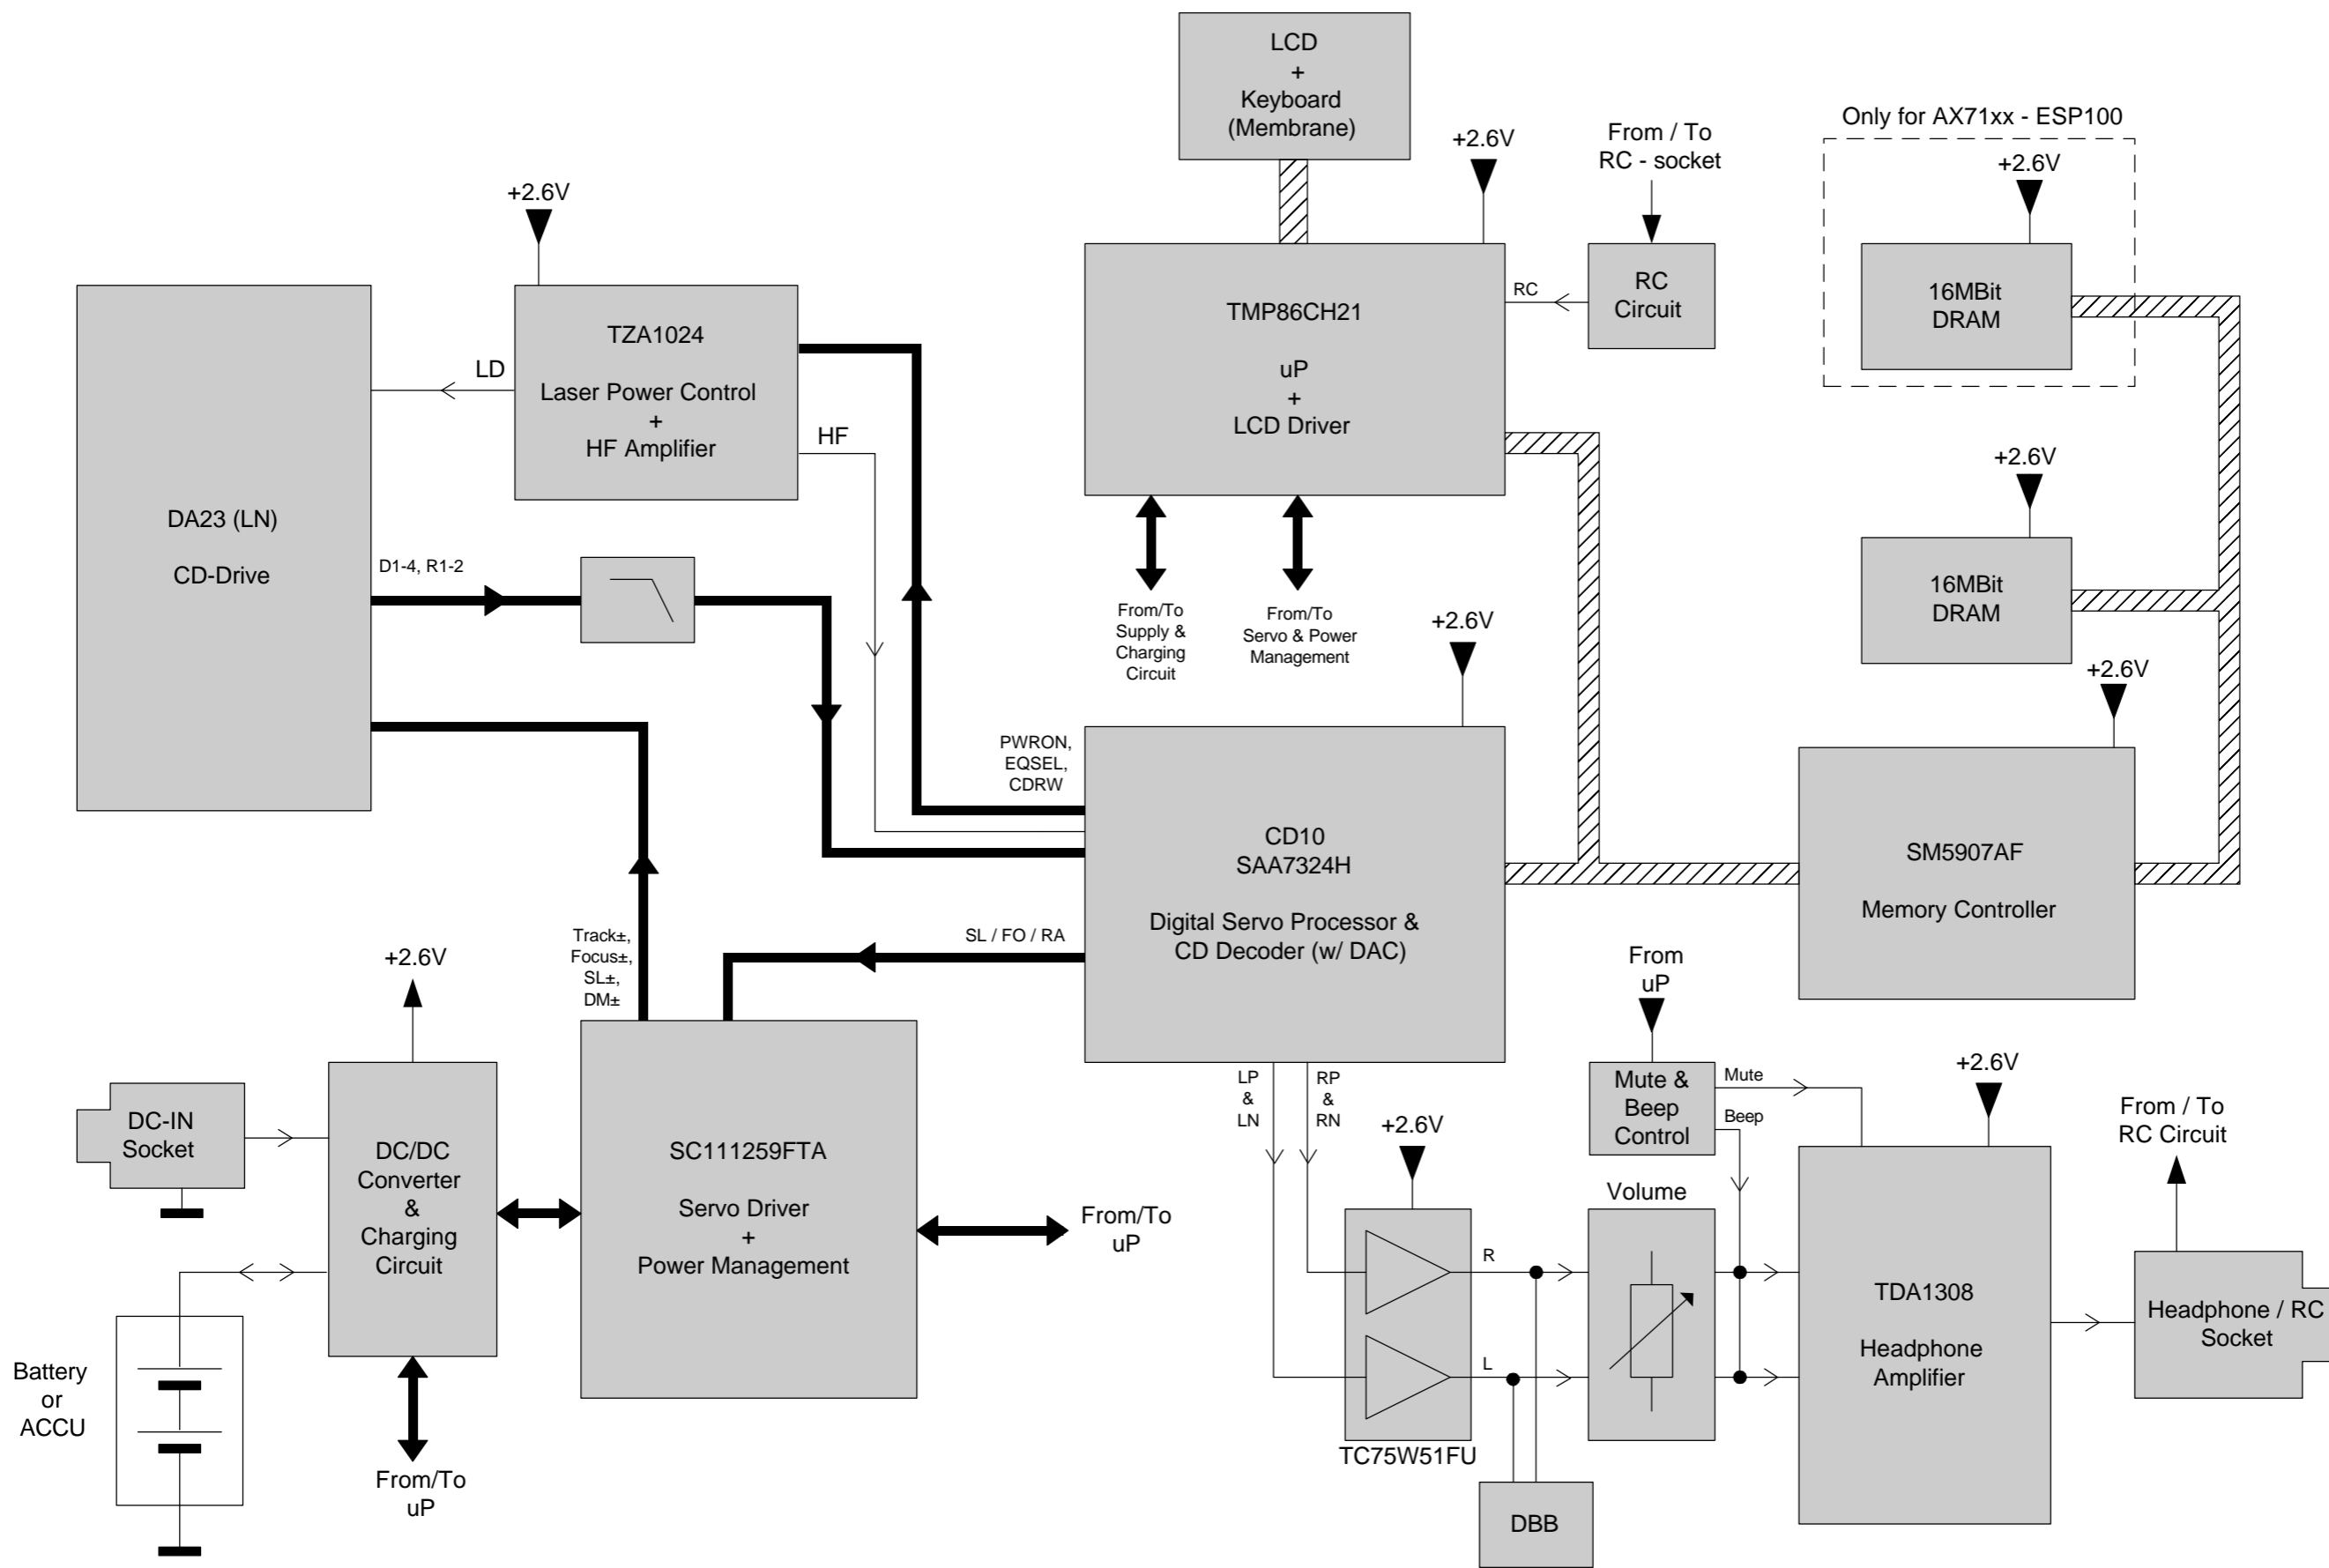 LCD
+
Keyboard
(Membrane)
+2.6V
From / To
RC - socket
Only for AX71xx - ESP100
+2.6V
16MBit
DRAM
+2.6V
TZA1024
Laser Power Control
+
HF Amplifier
LD
HF
TMP86CH21
uP
+
LCD Driver
RC
RC
Circuit
DA23 (LN)
CD-Drive
D1-4, R1-2
+2.6V
16MBit
DRAM
From/To
Supply &
Charging
Circuit
From/To
Servo & Power
Management
+2.6V
+2.6V
PWRON,
EQSEL,
CDRW
CD10
SAA7324H
Digital Servo Processor &
CD Decoder (w/ DAC)
SM5907AF
Memory Controller
SL / FO / RA
Track±,
Focus±,
SL±,
DM±
+2.6V
DC-IN
Socket
DC/DC
Converter
&
Charging
Circuit
SC111259FTA
Servo Driver
+
Power Management
From/To
uP
Battery
or
ACCU
From/To
uP
LP
&
LN
RP
&
RN
+2.6V
From
uP
Mute &
Beep
Control
Mute
Beep
+2.6V
From / To
RC Circuit
Volume
R
L
TC75W51FU
DBB
TDA1308
Headphone
Amplifier
Headphone / RC
Socket